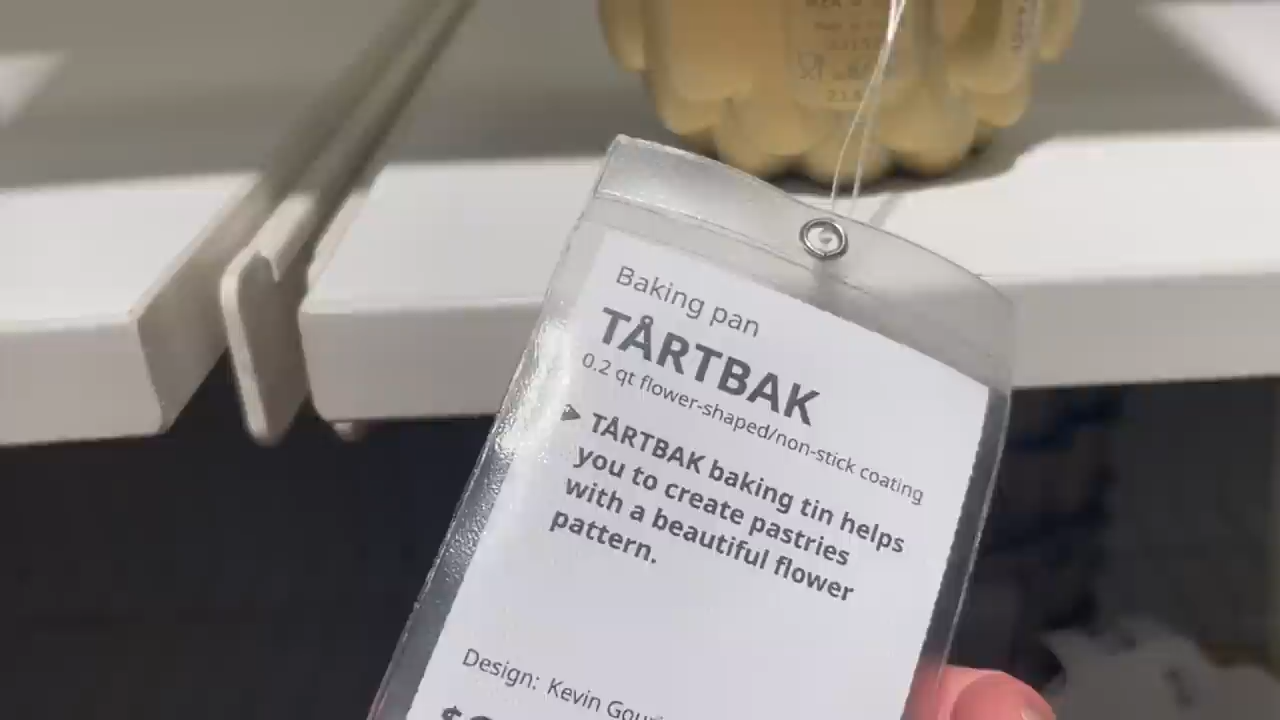 Baking pan
TÅRTBAK
0.2 qt flower-shaped/non-stick coating
TÅRTBAK baking tin helps
you to create pastries
with a beautiful flower
pattern.
Design: Kevin